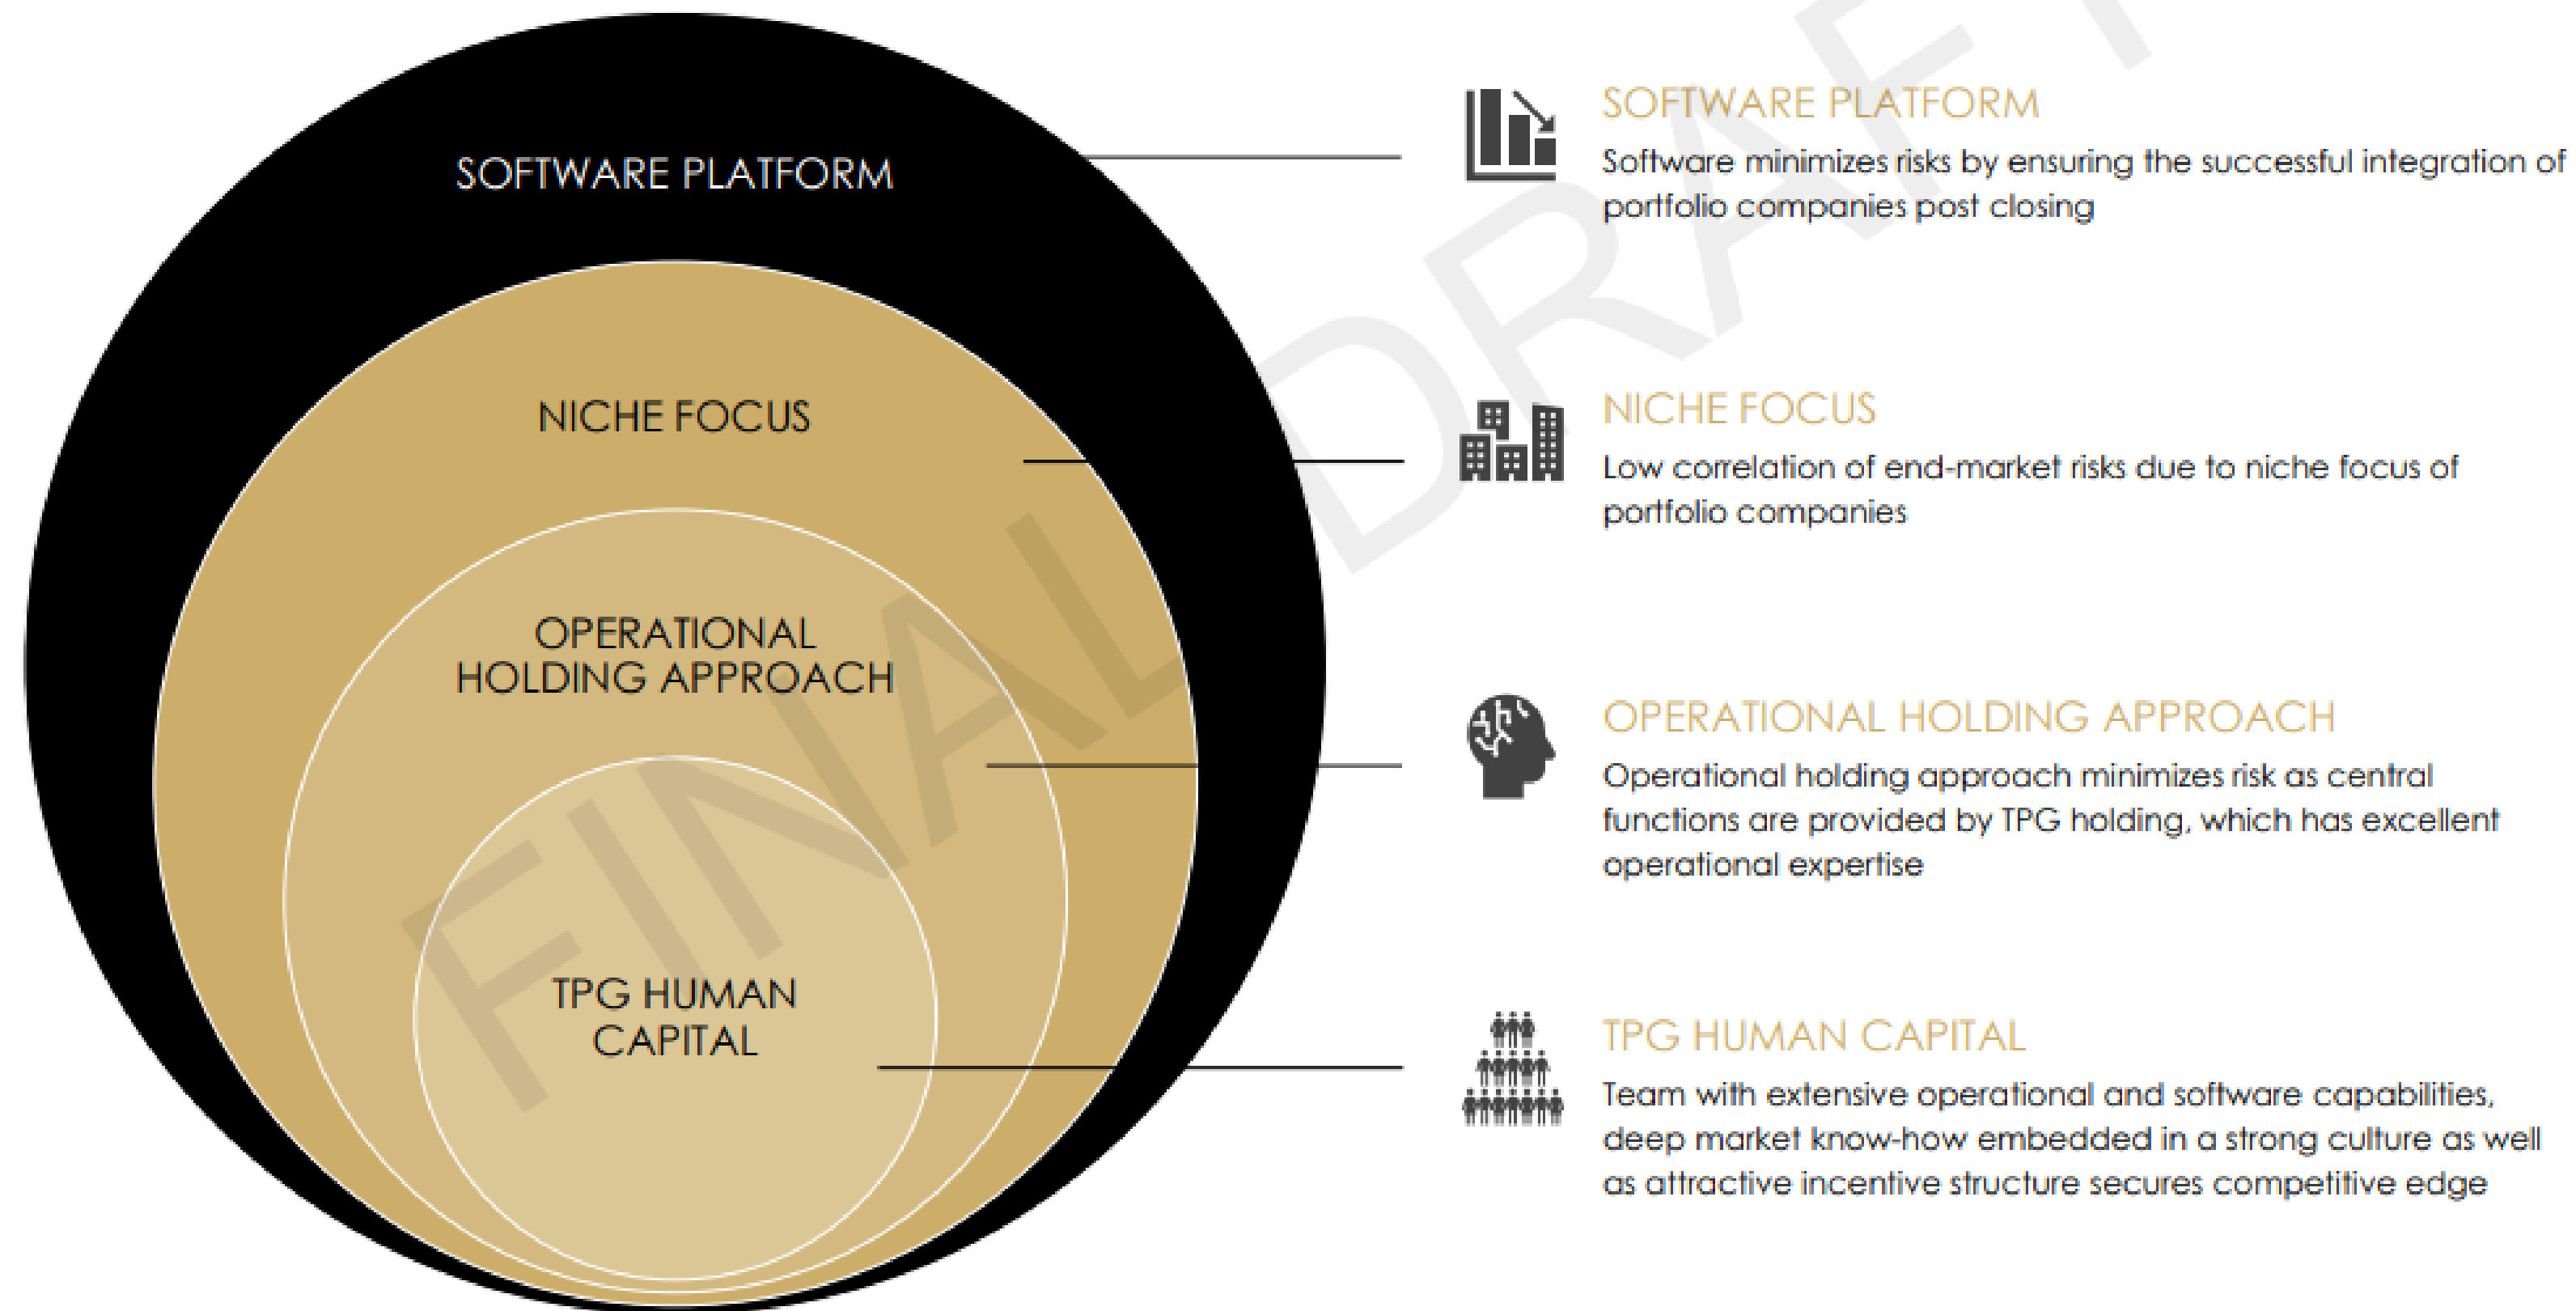 SOFTWARE PLATFORM
NICHE FOCUS
OPERATIONAL
HOLDING APPROACH
TPG HUMAN
CAPITAL
SOFTWARE PLATFORM
Software minimizes risks by ensuring the successful integration of
portfolio companies post closing
NICHE FOCUS
Low correlation of end-market risks due to niche focus of
portfolio companies
OPERATIONAL HOLDING APPROACH
Operational holding approach minimizes risk as central
functions are provided by TPG holding, which has excellent
operational expertise
TPG HUMAN CAPITAL
Team with extensive operational and software capabilities,
deep market know-how embedded in a strong culture as well
as attractive incentive structure secures competitive edge
FINAL DRAFT